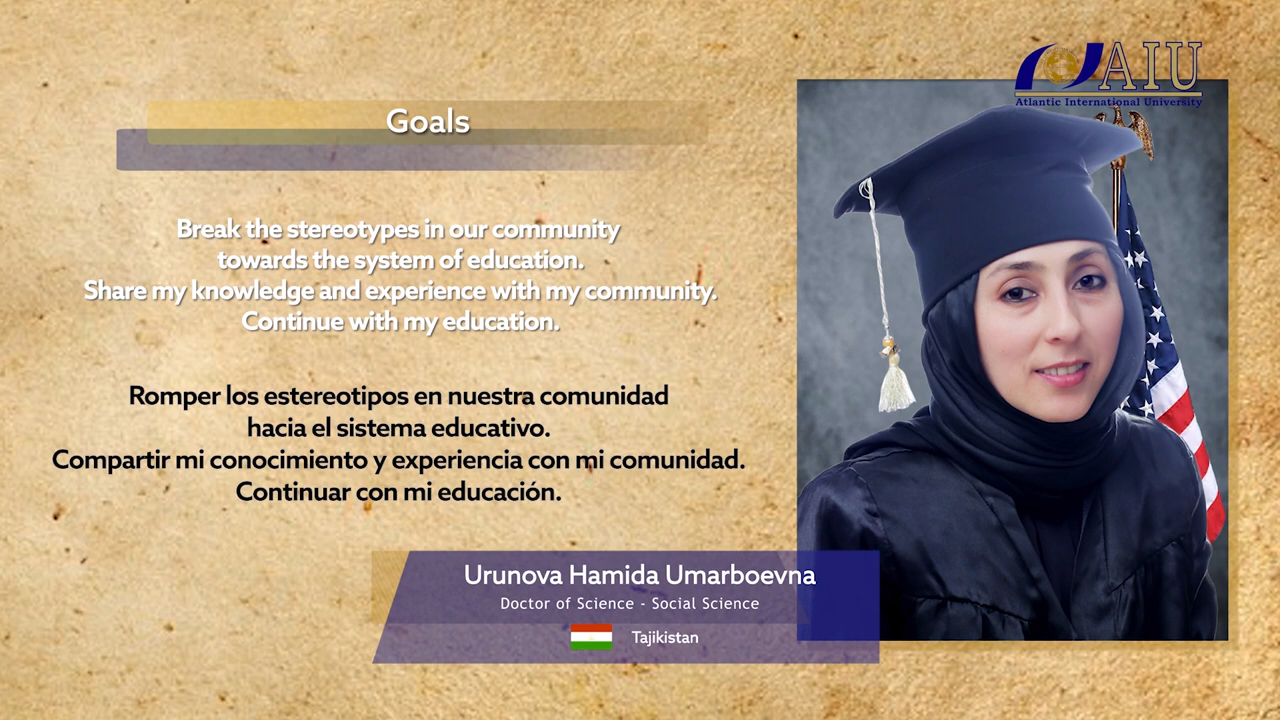 AIU
Atlantic International University
Goals
Break the stereotypes in our community
towards the system of education.
Share my knowledge and experience with my community.
Continue with my education.
Romper los estereotipos en nuestra comunidad
hacia el sistema educativo.
Compartir mi conocimiento y experiencia con mi comunidad.
Continuar con mi educación.
Urunova Hamida Umarboevna
Doctor of Science - Social Science
Tajikistan